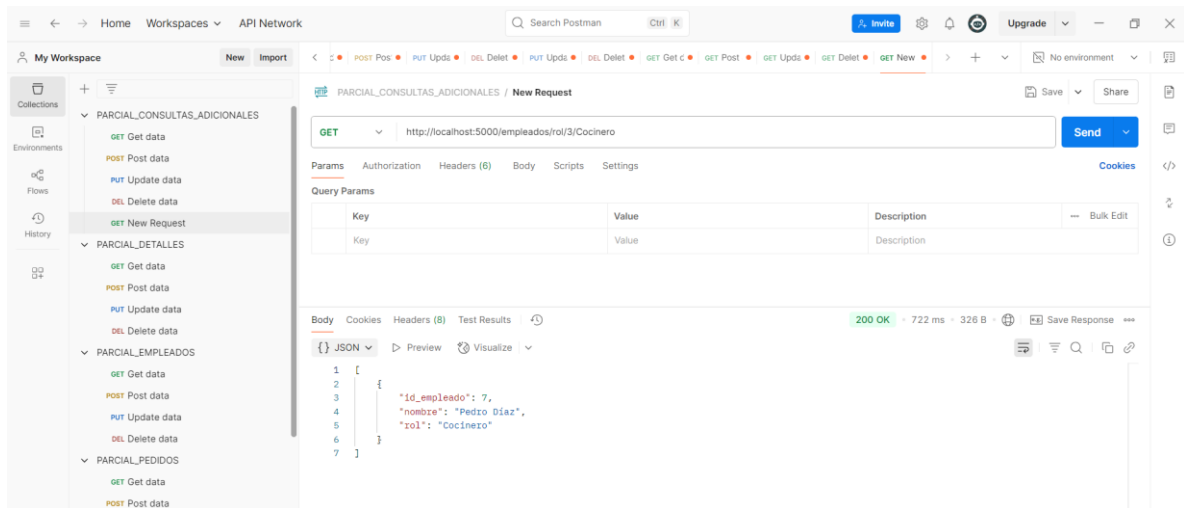 Home Workspaces API Network Search Postman Ctrl K Invite Upgrade
My Workspace New Import
POST Pos PUT Upda DEL Delet PUT Upda DEL Delet GET Get c GET Post GET Upda GET Delet GET New No environment
Collections
Environments
Flows
History
PARCIAL_CONSULTAS_ADICIONALES
GET Get data
POST Post data
PUT Update data
DEL Delete data
GET New Request
PARCIAL_DETALLES
GET Get data
POST Post data
PUT Update data
DEL Delete data
PARCIAL_EMPLEADOS
GET Get data
POST Post data
PUT Update data
DEL Delete data
PARCIAL_PEDIDOS
GET Get data
POST Post data
HTTP PARCIAL_CONSULTAS_ADICIONALES / New Request Save Share
GET http://localhost:5000/empleados/rol/3/Cocinero Send
Params Authorization Headers (6) Body Scripts Settings Cookies
Query Params
Key Value Description Bulk Edit
Key Value Description
Body Cookies Headers (8) Test Results 200 OK 722 ms 326 B Save Response
{} JSON Preview Visualize
1 [
2 {
3 "id_empleado": 7,
4 "nombre": "Pedro Díaz",
5 "rol": "Cocinero"
6 }
7 ]